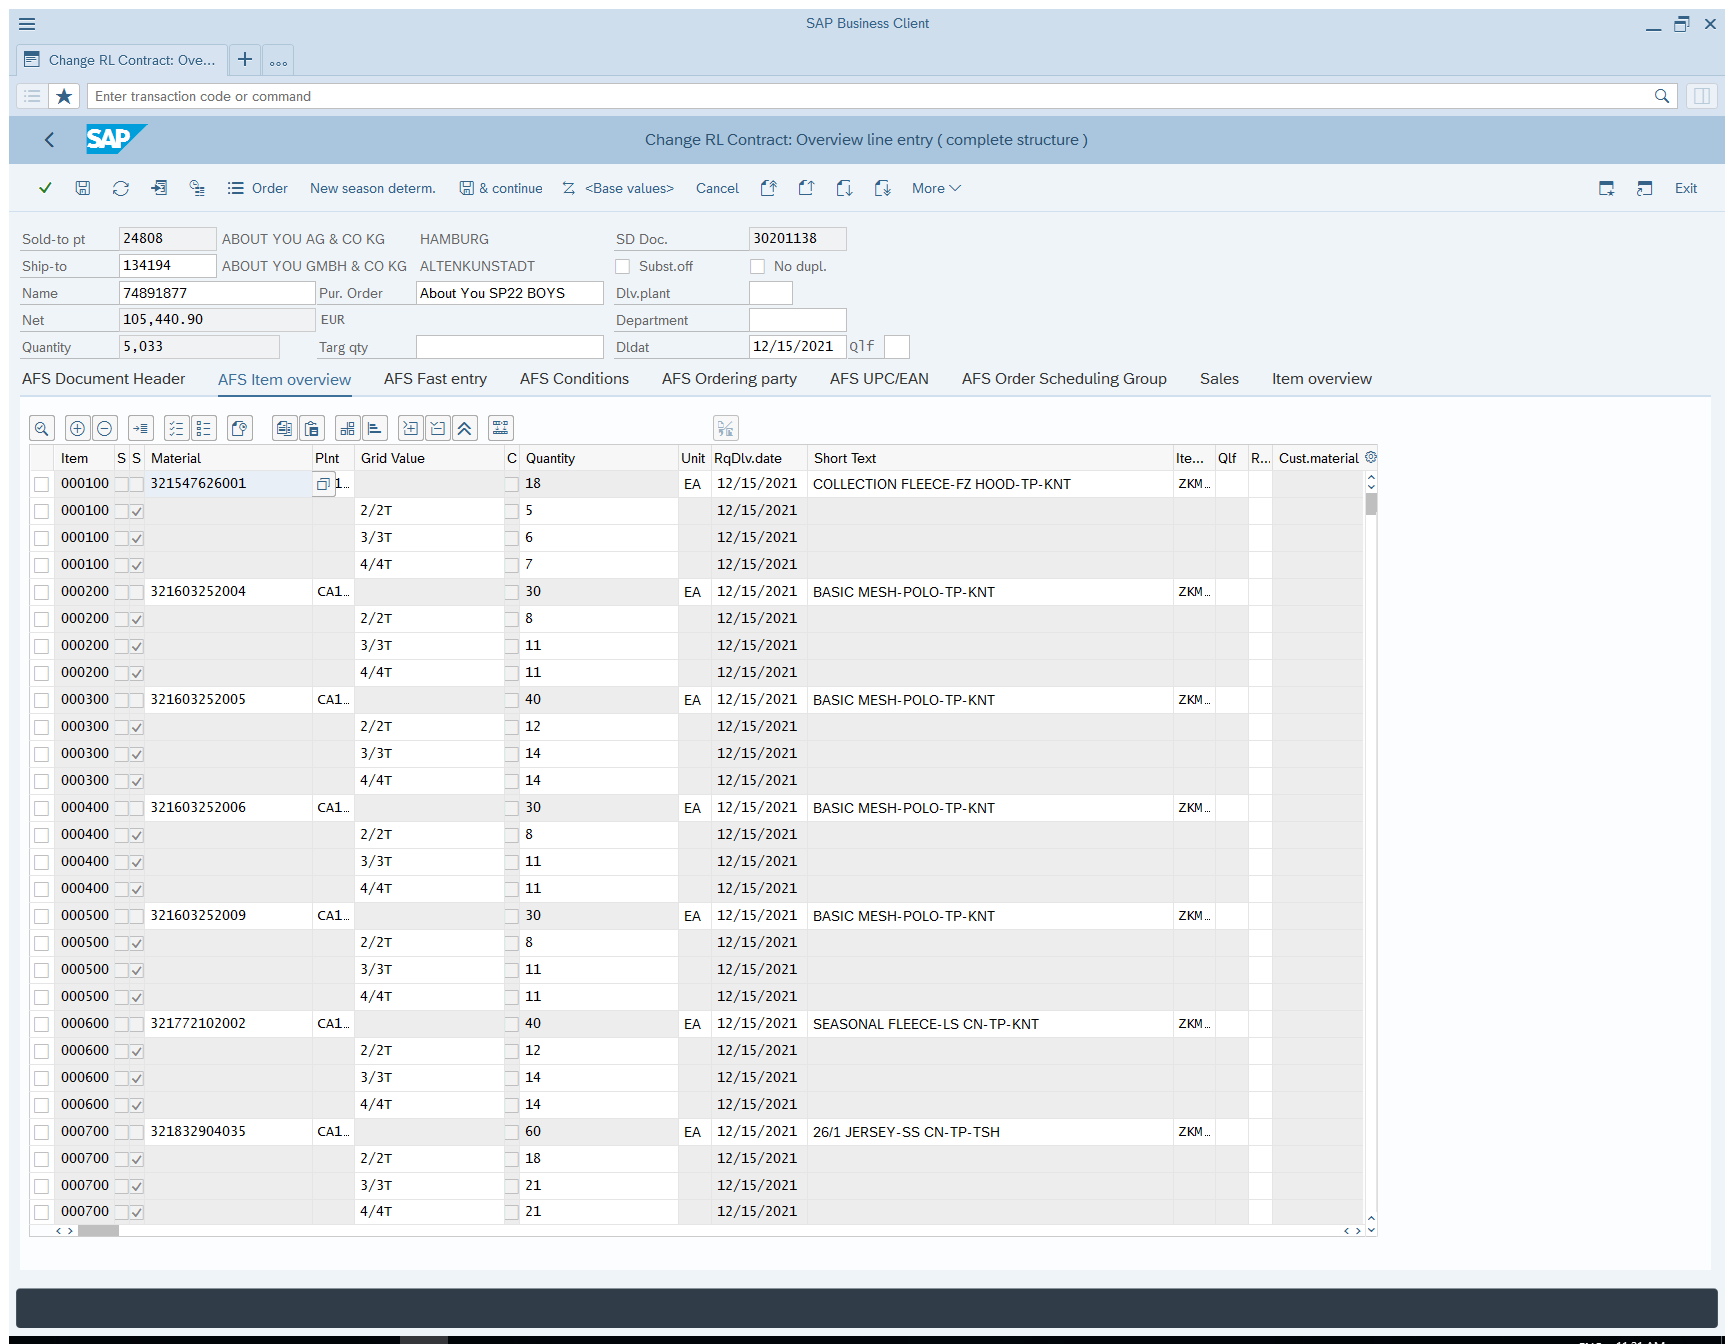 SAP Business Client
Change RL Contract: Ove...
Enter transaction code or command
SAP
Change RL Contract: Overview line entry ( complete structure )
Order New season determ. & continue <Base values> Cancel More Exit
Sold-to pt 24808 ABOUT YOU AG & CO KG HAMBURG SD Doc. 30201138
Ship-to 134194 ABOUT YOU GMBH & CO KG ALTENKUNSTADT Subst.off No dupl.
Name 74891877 Pur. Order About You SP22 BOYS Dlv.plant
Net 105,440.90 EUR Department
Quantity 5,033 Targ qty Dldat 12/15/2021 Qlf
AFS Document Header AFS Item overview AFS Fast entry AFS Conditions AFS Ordering party AFS UPC/EAN AFS Order Scheduling Group Sales Item overview
Item S S Material Plnt Grid Value C Quantity Unit RqDlv.date Short Text Ite... Qlf R... Cust.material
000100 321547626001 1... 18 EA 12/15/2021 COLLECTION FLEECE-FZ HOOD-TP-KNT ZKM...
000100 2/2T 5 12/15/2021
000100 3/3T 6 12/15/2021
000100 4/4T 7 12/15/2021
000200 321603252004 CA1... 30 EA 12/15/2021 BASIC MESH-POLO-TP-KNT ZKM...
000200 2/2T 8 12/15/2021
000200 3/3T 11 12/15/2021
000200 4/4T 11 12/15/2021
000300 321603252005 CA1... 40 EA 12/15/2021 BASIC MESH-POLO-TP-KNT ZKM...
000300 2/2T 12 12/15/2021
000300 3/3T 14 12/15/2021
000300 4/4T 14 12/15/2021
000400 321603252006 CA1... 30 EA 12/15/2021 BASIC MESH-POLO-TP-KNT ZKM...
000400 2/2T 8 12/15/2021
000400 3/3T 11 12/15/2021
000400 4/4T 11 12/15/2021
000500 321603252009 CA1... 30 EA 12/15/2021 BASIC MESH-POLO-TP-KNT ZKM...
000500 2/2T 8 12/15/2021
000500 3/3T 11 12/15/2021
000500 4/4T 11 12/15/2021
000600 321772102002 CA1... 40 EA 12/15/2021 SEASONAL FLEECE-LS CN-TP-KNT ZKM...
000600 2/2T 12 12/15/2021
000600 3/3T 14 12/15/2021
000600 4/4T 14 12/15/2021
000700 321832904035 CA1... 60 EA 12/15/2021 26/1 JERSEY-SS CN-TP-TSH ZKM...
000700 2/2T 18 12/15/2021
000700 3/3T 21 12/15/2021
000700 4/4T 21 12/15/2021